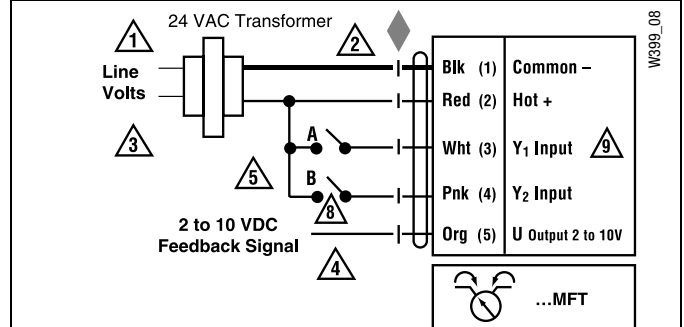 24 VAC Transformer
W399_08
1
2
Line
Volts
Blk (1) Common –
Red (2) Hot +
3
A
Wht (3) Y1 Input
9
5
B
8
Pnk (4) Y2 Input
2 to 10 VDC
Feedback Signal
Org (5) U Output 2 to 10V
4
...MFT